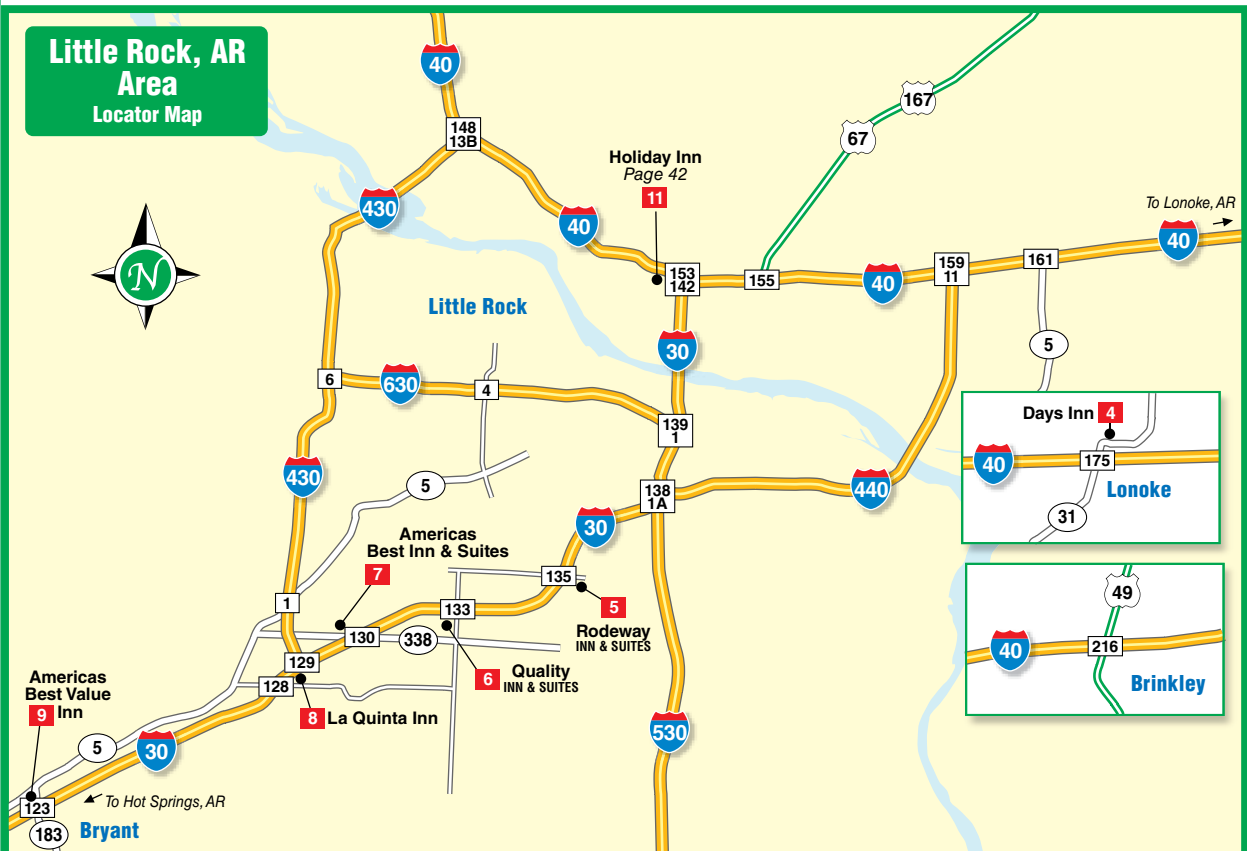 Little Rock, AR
Area
Locator Map
40
148
13B
167
67
Holiday Inn
Page 42
11
430
40
To Lonoke, AR
40
N
153
142
155
40
159
11
161
Little Rock
30
5
6
630
4
139
1
Days Inn 4
40
175
Lonoke
31
430
5
138
1A
440
30
Americas
Best Inn & Suites
7
135
5
Rodeway
INN & SUITES
1
133
130
338
49
40
216
Brinkley
129
6
Quality
INN & SUITES
128
8 La Quinta Inn
Americas
Best Value
9 Inn
5
30
530
To Hot Springs, AR
123
183
Bryant